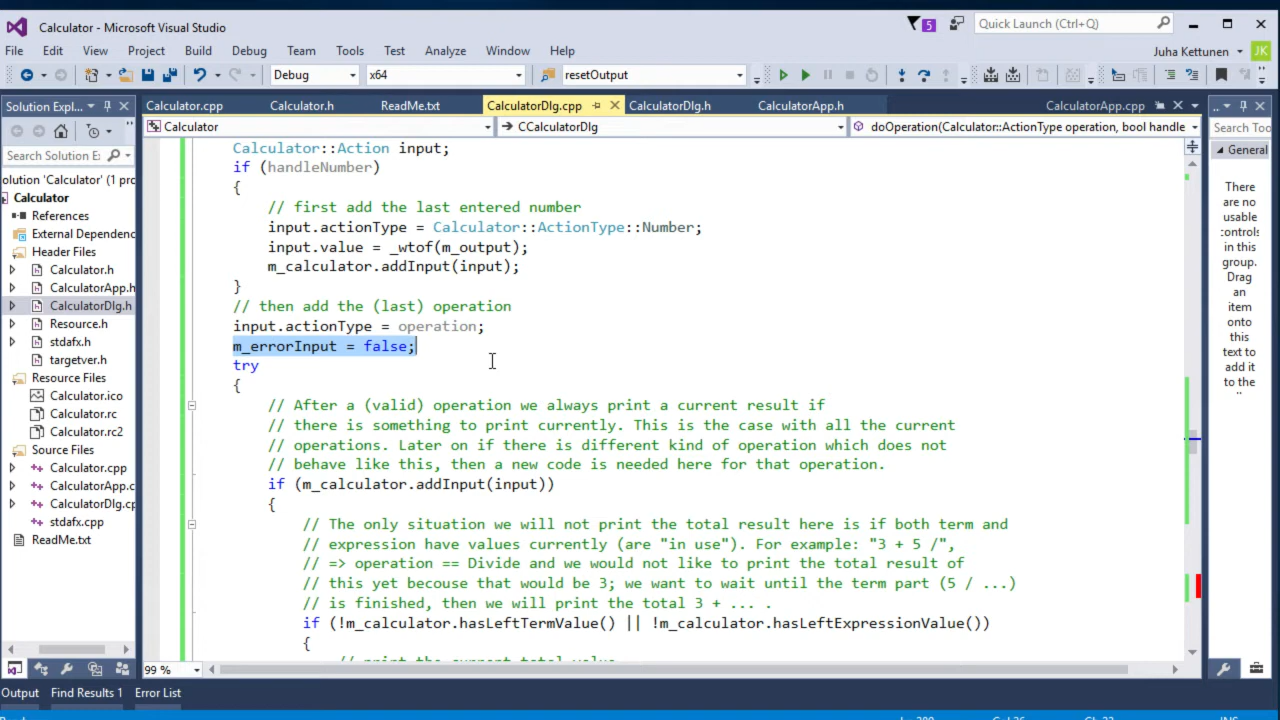 Calculator - Microsoft Visual Studio
5
Quick Launch (Ctrl+Q)
File Edit View Project Build Debug Team Tools Test Analyze Window Help
Juha Kettunen JK
Debug x64 resetOutput
Solution Expl...
Calculator.cpp Calculator.h ReadMe.txt CalculatorDlg.cpp CalculatorDlg.h CalculatorApp.h CalculatorApp.cpp
Calculator CCalculatorDlg doOperation(Calculator::ActionType operation, bool handle
Search Solution E:
Search Too
olution 'Calculator' (1 prc
Calculator
References
External Dependenc
Header Files
Calculator.h
CalculatorApp.h
CalculatorDlg.h
Resource.h
stdafx.h
targetver.h
Resource Files
Calculator.ico
Calculator.rc
Calculator.rc2
Source Files
Calculator.cpp
CalculatorApp.c
CalculatorDlg.cp
stdafx.cpp
ReadMe.txt
Calculator::Action input;
if (handleNumber)
{
// first add the last entered number
input.actionType = Calculator::ActionType::Number;
input.value = _wtof(m_output);
m_calculator.addInput(input);
}
// then add the (last) operation
input.actionType = operation;
m_errorInput = false;
try
{
// After a (valid) operation we always print a current result if
// there is something to print currently. This is the case with all the current
// operations. Later on if there is different kind of operation which does not
// behave like this, then a new code is needed here for that operation.
if (m_calculator.addInput(input))
{
// The only situation we will not print the total result here is if both term and
// expression have values currently (are "in use"). For example: "3 + 5 /",
// => operation == Divide and we would not like to print the total result of
// this yet becouse that would be 3; we want to wait until the term part (5 / ...)
// is finished, then we will print the total 3 + ... .
if (!m_calculator.hasLeftTermValue() || !m_calculator.hasLeftExpressionValue())
{
// print the current total value
General
There
are no
usable
controls
in this
group.
Drag
an
item
onto
this
text to
add it
to the
99 %
Output Find Results 1 Error List